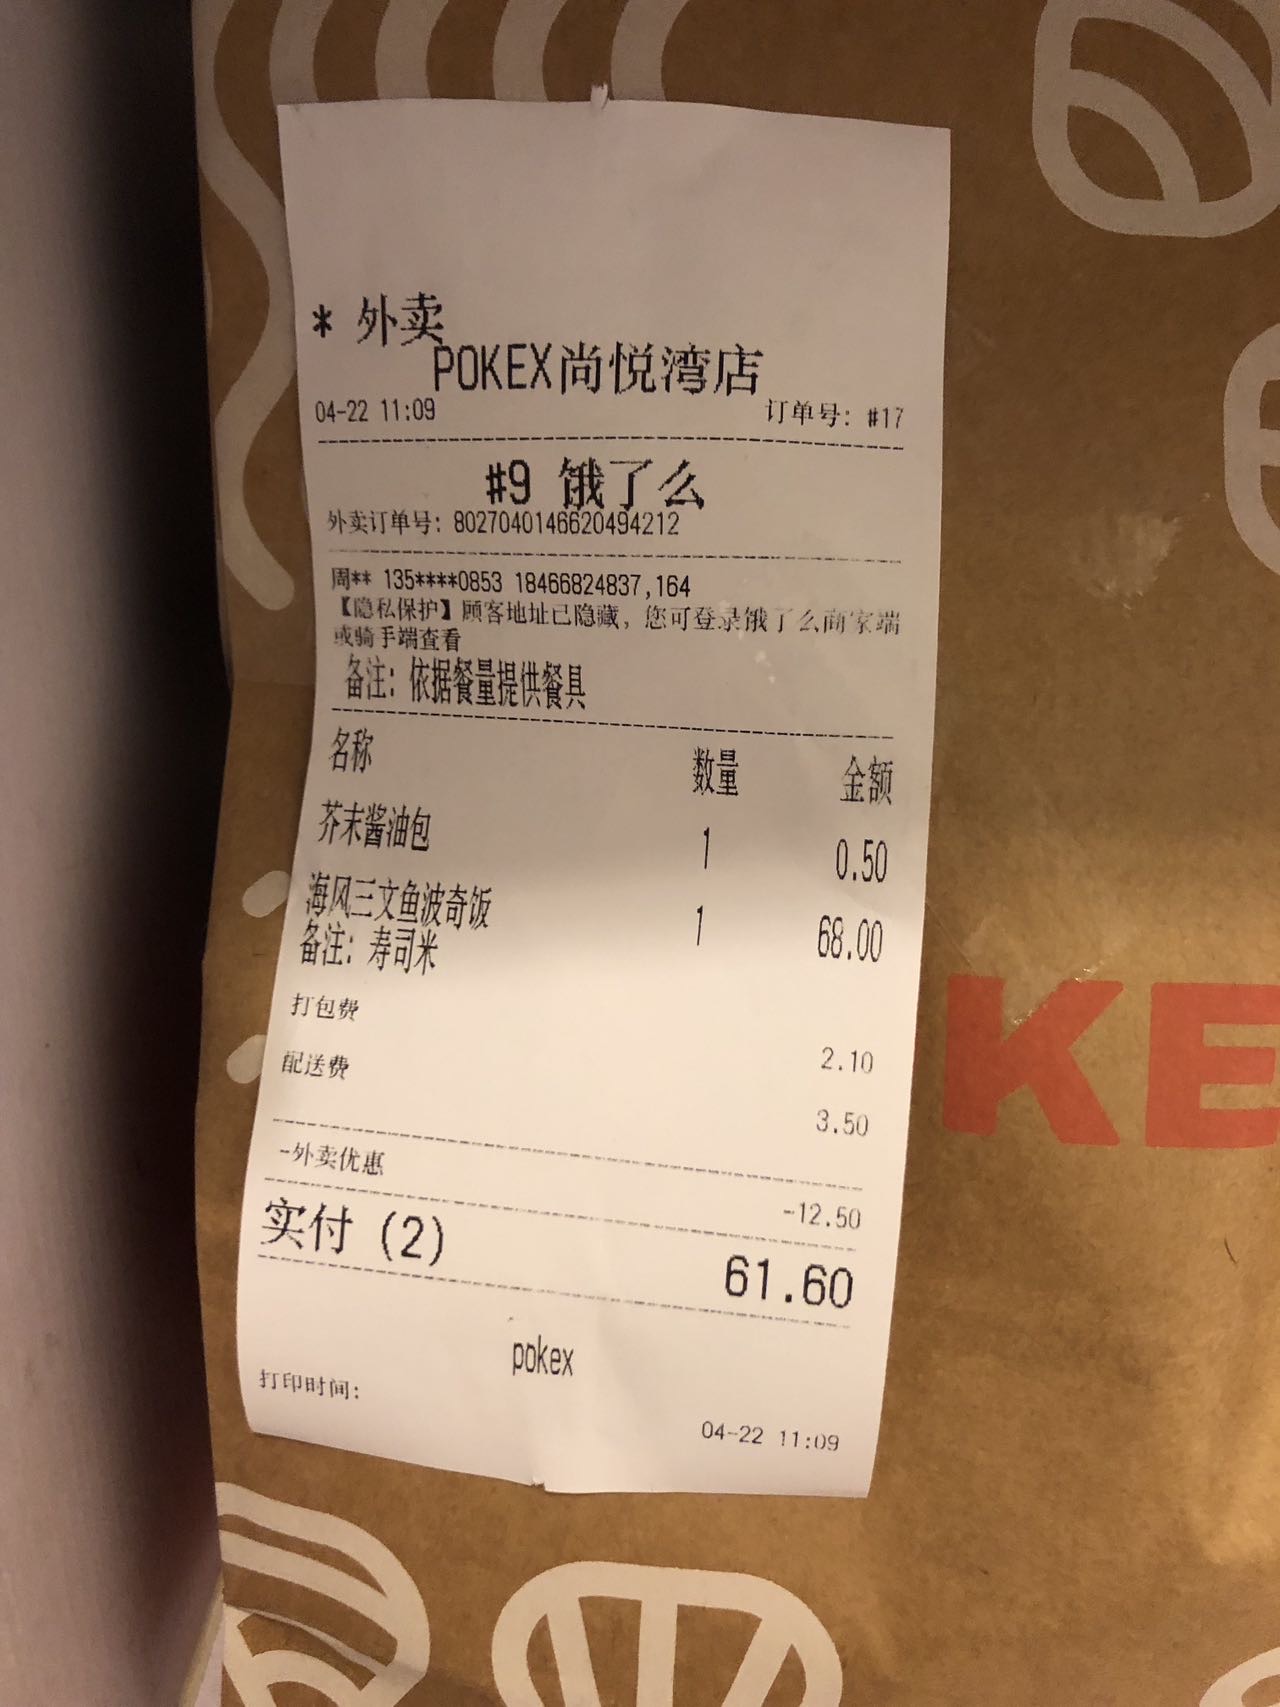 * 外卖
POKEX尚悦湾店
04-22 11:09 订单号: #17
#9 饿了么
外卖订单号: 8027040146620494212
周** 135****0853 18466824837,164
【隐私保护】顾客地址已隐藏，您可登录饿了么商家端
或骑手端查看
备注: 依据餐量提供餐具
名称 数量 金额
芥末酱油包 1 0.50
海风三文鱼波奇饭 1 68.00
备注: 寿司米
打包费 2.10
配送费 3.50
-外卖优惠 -12.50
实付 (2) 61.60
pokex
打印时间: 04-22 11:09
KE